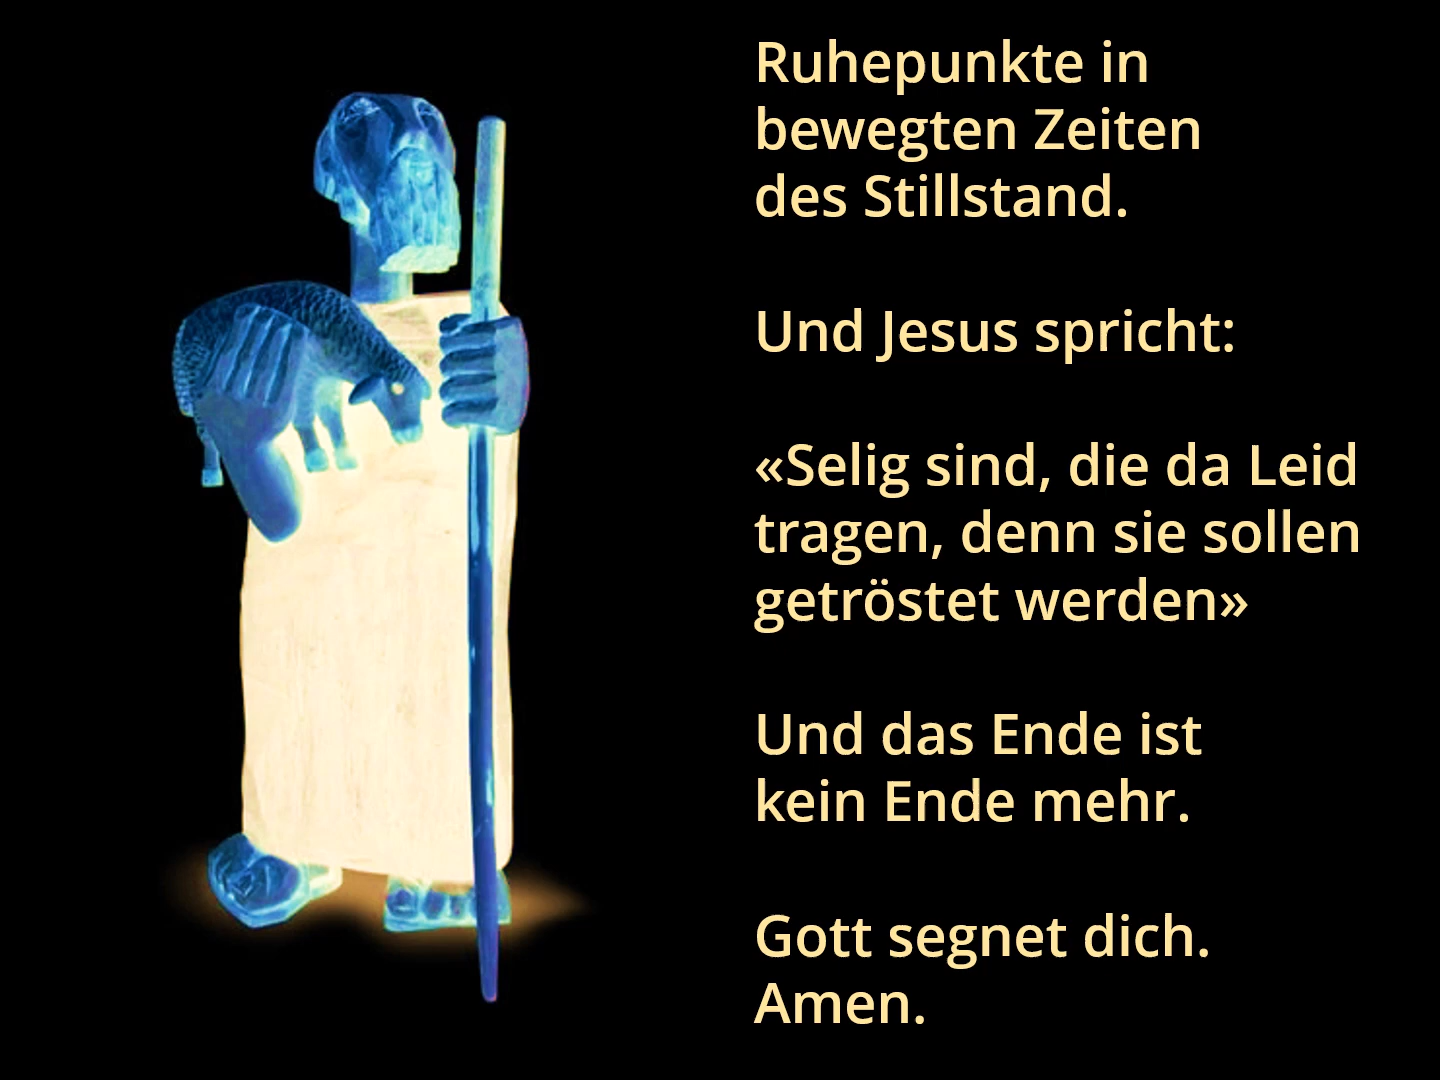 Ruhepunkte in
bewegten Zeiten
des Stillstand.
Und Jesus spricht:
«Selig sind, die da Leid
tragen, denn sie sollen
getröstet werden»
Und das Ende ist
kein Ende mehr.
Gott segnet dich.
Amen.